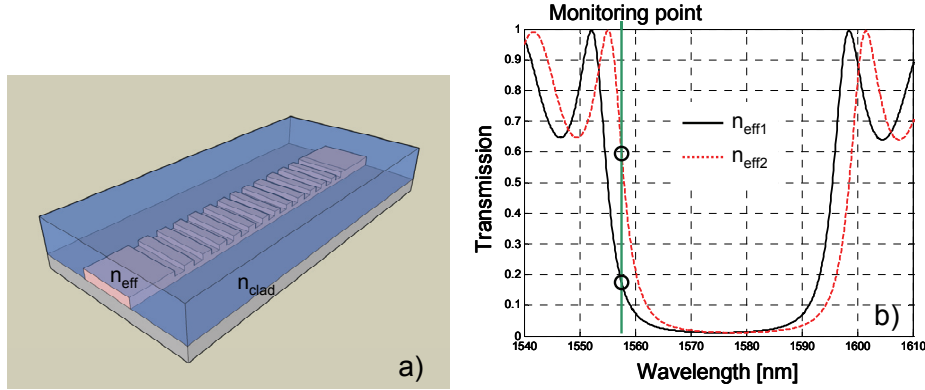 n_eff
n_clad
a)
Monitoring point
Transmission
1
0.9
0.8
0.7
0.6
0.5
0.4
0.3
0.2
0.1
0
n_eff1
n_eff2
b)
1540 1550 1560 1570 1580 1590 1600 1610
Wavelength [nm]